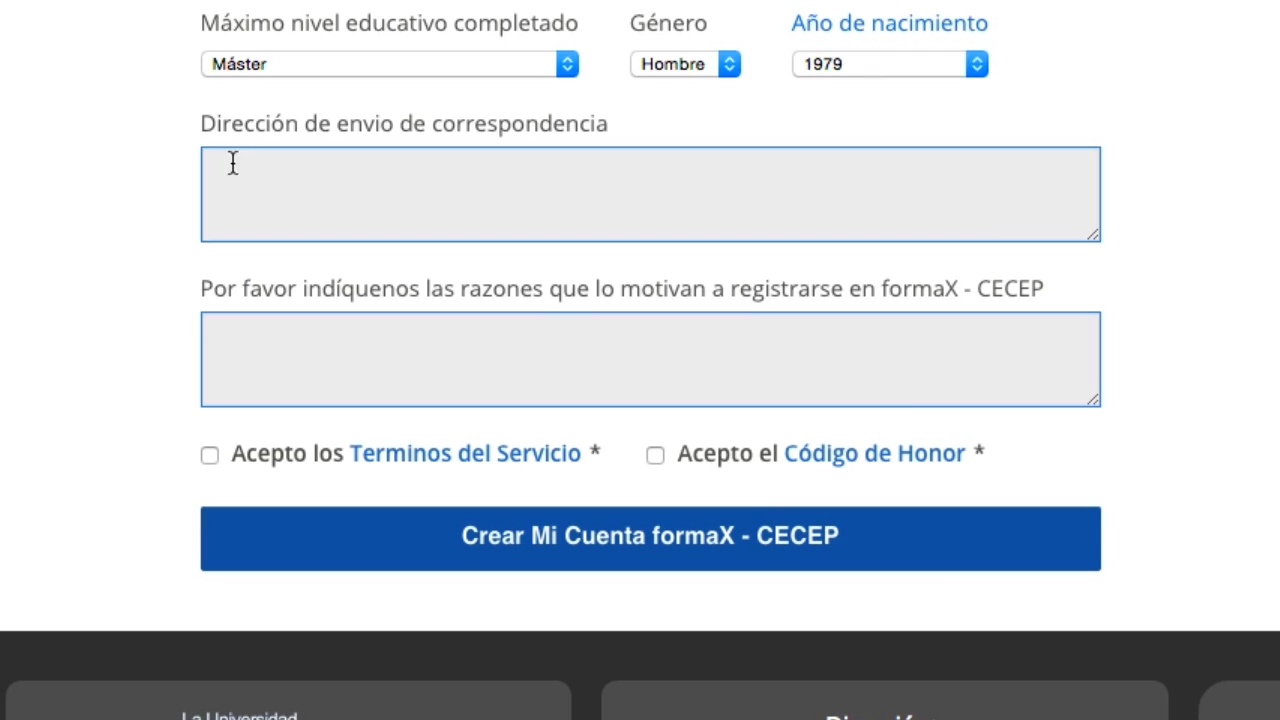 Máximo nivel educativo completado Género Año de nacimiento
Máster Hombre 1979
Dirección de envio de correspondencia
Por favor indíquenos las razones que lo motivan a registrarse en formaX - CECEP
Acepto los Terminos del Servicio * Acepto el Código de Honor *
Crear Mi Cuenta formaX - CECEP
La Universidad